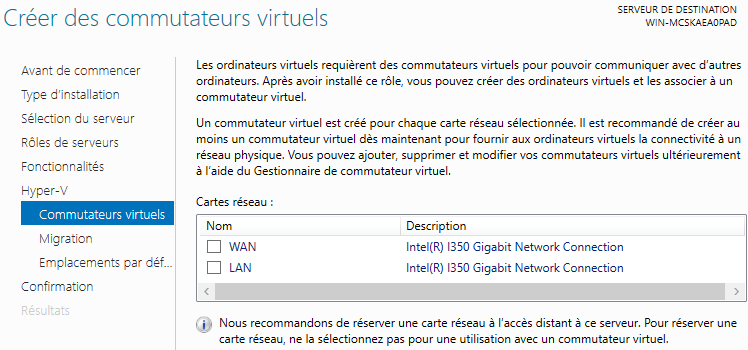 Créer des commutateurs virtuels
SERVEUR DE DESTINATION
WIN-MCSKAEA0PAD
Avant de commencer
Type d'installation
Sélection du serveur
Rôles de serveurs
Fonctionnalités
Hyper-V
Commutateurs virtuels
Migration
Emplacements par déf...
Confirmation
Résultats
Les ordinateurs virtuels requièrent des commutateurs virtuels pour pouvoir communiquer avec d'autres
ordinateurs. Après avoir installé ce rôle, vous pouvez créer des ordinateurs virtuels et les associer à un
commutateur virtuel.
Un commutateur virtuel est créé pour chaque carte réseau sélectionnée. Il est recommandé de créer au
moins un commutateur virtuel dès maintenant pour fournir aux ordinateurs virtuels la connectivité à un
réseau physique. Vous pouvez ajouter, supprimer et modifier vos commutateurs virtuels ultérieurement
à l'aide du Gestionnaire de commutateur virtuel.
Cartes réseau :
Nom Description
WAN Intel(R) I350 Gigabit Network Connection
LAN Intel(R) I350 Gigabit Network Connection
Nous recommandons de réserver une carte réseau à l'accès distant à ce serveur. Pour réserver une
carte réseau, ne la sélectionnez pas pour une utilisation avec un commutateur virtuel.